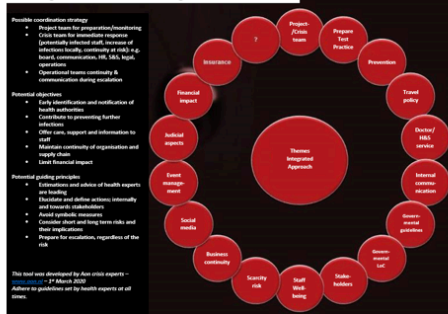 Possible coordination strategy
• Project team for preparation/monitoring
• Crisis team for immediate response
(potentially infected staff, increase of
infections locally, continuity at risk): e.g.
board, communication, HR, S&S, legal,
operations
• Operational teams continuity &
communication during escalation
Potential objectives
• Early identification and notification of
health authorities
• Contribute to preventing further
infections
• Offer care, support and information to
staff
• Maintain continuity of organisation and
supply chain
• Limit financial impact
Potential guiding principles
• Estimations and advice of health experts
are leading
• Elucidate and define actions; internally
and towards stakeholders
• Avoid symbolic measures
• Consider short and long term risks and
their implications
• Prepare for escalation, regardless of the
risk
This tool was developed by Aon crisis experts –
– 1st March 2020
Adhere to guidelines set by health experts at all
times.
Themes
Integrated
Approach
Project-
/Crisis
team
Prepare
Test
Practice
Prevention
Travel
policy
Doctor/
H&S
service
Internal
commu-
nication
Gover-
nmental
guidelines
Governmental
LoC
Stake-
holders
Staff
Well-
being
Scarcity
risk
Business
continuity
Social
media
Event
manage-
ment
Judicial
aspects
Financial
impact
Insurance
?